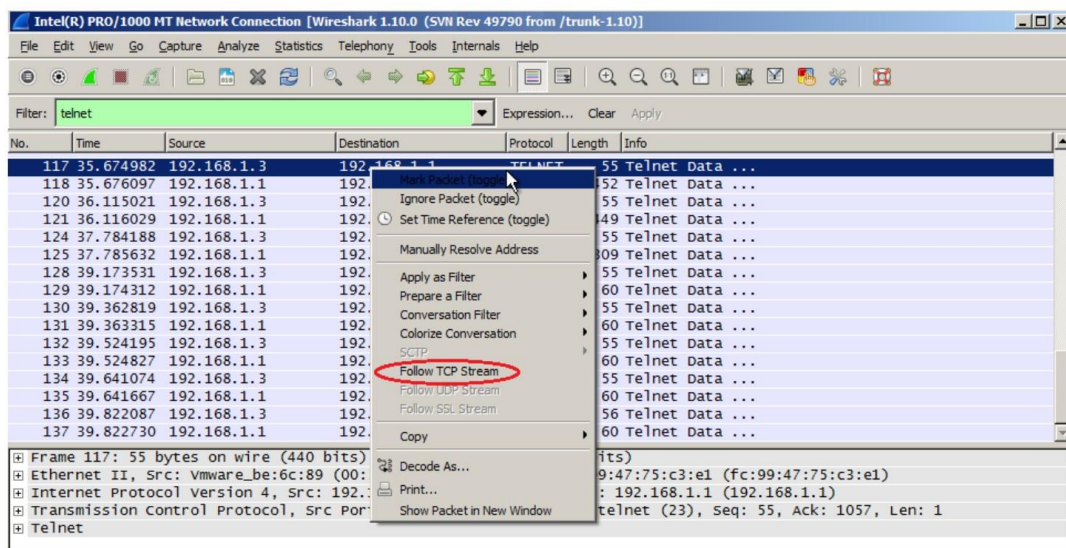 Intel(R) PRO/1000 MT Network Connection [Wireshark 1.10.0 (SVN Rev 49790 from /trunk-1.10)]
File Edit View Go Capture Analyze Statistics Telephony Tools Internals Help
Filter: telnet Expression... Clear Apply
No. Time Source Destination Protocol Length Info
117 35.674982 192.168.1.3 192.168.1.1 TELNET 55 Telnet Data ...
118 35.676097 192.168.1.1 192. 452 Telnet Data ...
120 36.115021 192.168.1.3 192. 55 Telnet Data ...
121 36.116029 192.168.1.1 192. 449 Telnet Data ...
124 37.784188 192.168.1.3 192. 55 Telnet Data ...
125 37.785632 192.168.1.1 192. 309 Telnet Data ...
128 39.173531 192.168.1.3 192. 55 Telnet Data ...
129 39.174312 192.168.1.1 192. 60 Telnet Data ...
130 39.362819 192.168.1.3 192. 55 Telnet Data ...
131 39.363315 192.168.1.1 192. 60 Telnet Data ...
132 39.524195 192.168.1.3 192. 55 Telnet Data ...
133 39.524827 192.168.1.1 192. 60 Telnet Data ...
134 39.641074 192.168.1.3 192. 55 Telnet Data ...
135 39.641667 192.168.1.1 192. 60 Telnet Data ...
136 39.822087 192.168.1.3 192. 56 Telnet Data ...
137 39.822730 192.168.1.1 192. 60 Telnet Data ...
Mark Packet (toggle)
Ignore Packet (toggle)
Set Time Reference (toggle)
Manually Resolve Address
Apply as Filter
Prepare a Filter
Conversation Filter
Colorize Conversation
SCTP
Follow TCP Stream
Follow UDP Stream
Follow SSL Stream
Copy
Decode As...
Print...
Show Packet in New Window
Frame 117: 55 bytes on wire (440 bits) its)
Ethernet II, Src: Vmware_be:6c:89 (00: 9:47:75:c3:e1 (fc:99:47:75:c3:e1)
Internet Protocol Version 4, Src: 192. : 192.168.1.1 (192.168.1.1)
Transmission Control Protocol, Src Por telnet (23), Seq: 55, Ack: 1057, Len: 1
Telnet